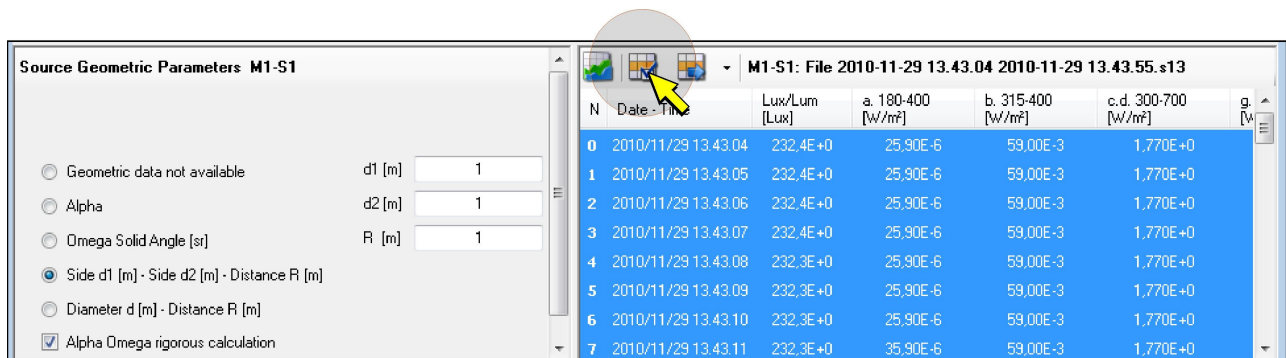 Source Geometric Parameters M1-S1
Geometric data not available
Alpha
Omega Solid Angle [sr]
Side d1 [m] - Side d2 [m] - Distance R [m]
Diameter d [m] - Distance R [m]
Alpha Omega rigorous calculation
d1 [m] 1
d2 [m] 1
R [m] 1
M1-S1: File 2010-11-29 13.43.04 2010-11-29 13.43.55.s13
N Date - Time Lux/Lum [Lux] a. 180-400 [W/m²] b. 315-400 [W/m²] c.d. 300-700 [W/m²] g.
0 2010/11/29 13.43.04 232,4E+0 25,90E-6 59,00E-3 1,770E+0
1 2010/11/29 13.43.05 232,4E+0 25,90E-6 59,00E-3 1,770E+0
2 2010/11/29 13.43.06 232,4E+0 25,90E-6 59,00E-3 1,770E+0
3 2010/11/29 13.43.07 232,4E+0 25,90E-6 59,00E-3 1,770E+0
4 2010/11/29 13.43.08 232,3E+0 25,90E-6 59,00E-3 1,770E+0
5 2010/11/29 13.43.09 232,3E+0 25,90E-6 59,00E-3 1,770E+0
6 2010/11/29 13.43.10 232,3E+0 25,90E-6 59,00E-3 1,770E+0
7 2010/11/29 13.43.11 232,3E+0 35,90E-6 59,00E-3 1,770E+0